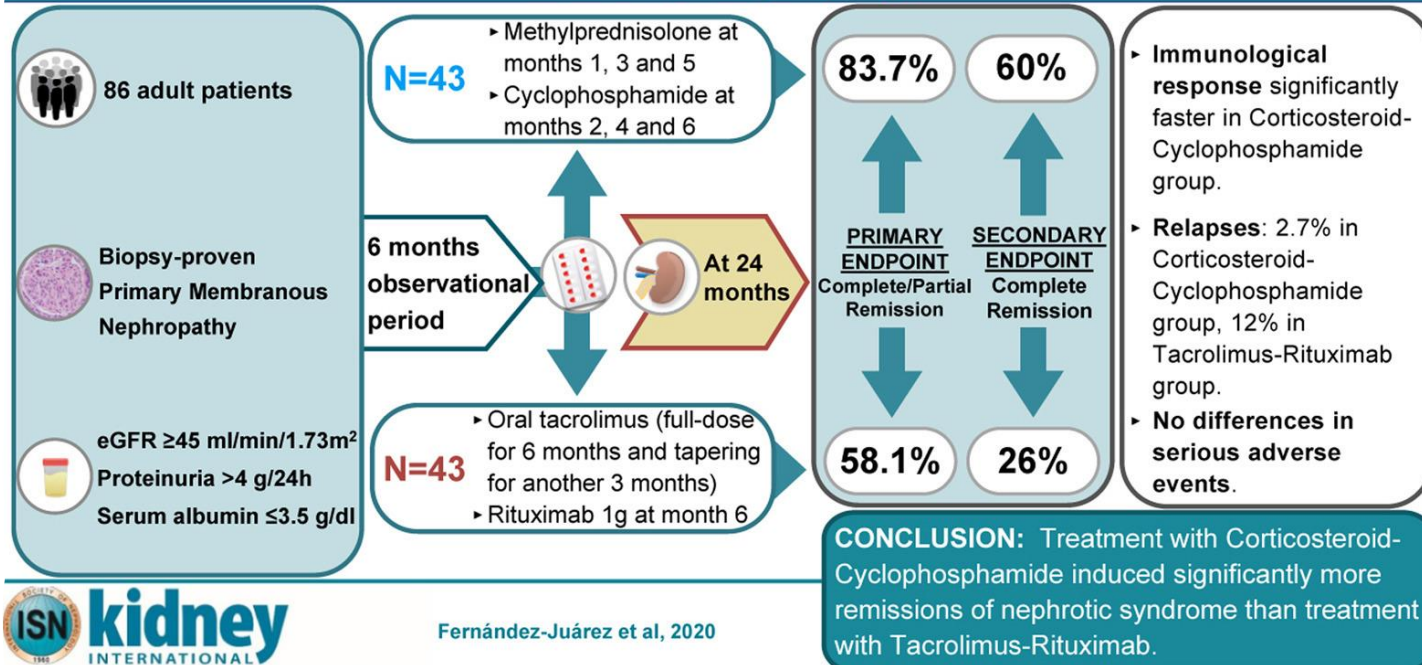 86 adult patients
Biopsy-proven
Primary Membranous
Nephropathy
eGFR ≥45 ml/min/1.73m²
Proteinuria >4 g/24h
Serum albumin ≤3.5 g/dl
6 months
observational
period
N=43
▸ Methylprednisolone at
months 1, 3 and 5
▸ Cyclophosphamide at
months 2, 4 and 6
At 24
months
N=43
▸ Oral tacrolimus (full-dose
for 6 months and tapering
for another 3 months)
▸ Rituximab 1g at month 6
83.7%
PRIMARY
ENDPOINT
Complete/Partial
Remission
58.1%
60%
SECONDARY
ENDPOINT
Complete
Remission
26%
▸ Immunological
response significantly
faster in Corticosteroid-
Cyclophosphamide
group.
▸ Relapses: 2.7% in
Corticosteroid-
Cyclophosphamide
group, 12% in
Tacrolimus-Rituximab
group.
▸ No differences in
serious adverse
events.
CONCLUSION: Treatment with Corticosteroid-
Cyclophosphamide induced significantly more
remissions of nephrotic syndrome than treatment
with Tacrolimus-Rituximab.
INTERNATIONAL SOCIETY OF NEPHROLOGY
ISN
1960
kidney
INTERNATIONAL
Fernández-Juárez et al, 2020